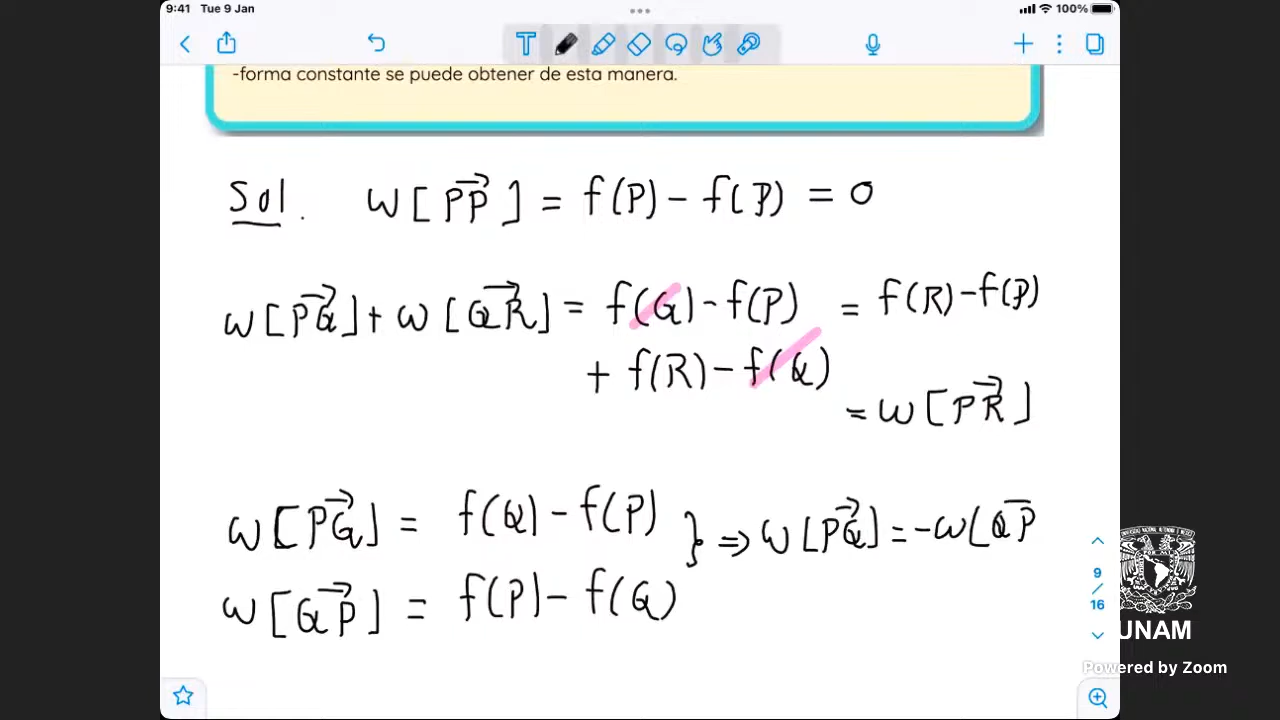 9:41 Tue 9 Jan 100%
-forma constante se puede obtener de esta manera.
Sol. ω[PP⃗] = f(P) - f(P) = 0
ω[PQ⃗] + ω[QR⃗] = f(Q) - f(P) = f(R) - f(P)
+ f(R) - f(Q)
= ω[PR⃗]
ω[PQ⃗] = f(Q) - f(P) } ⇒ ω[PQ⃗] = -ω[QP
ω[QP⃗] = f(P) - f(Q)
9
/
16
UNAM
Powered by Zoom